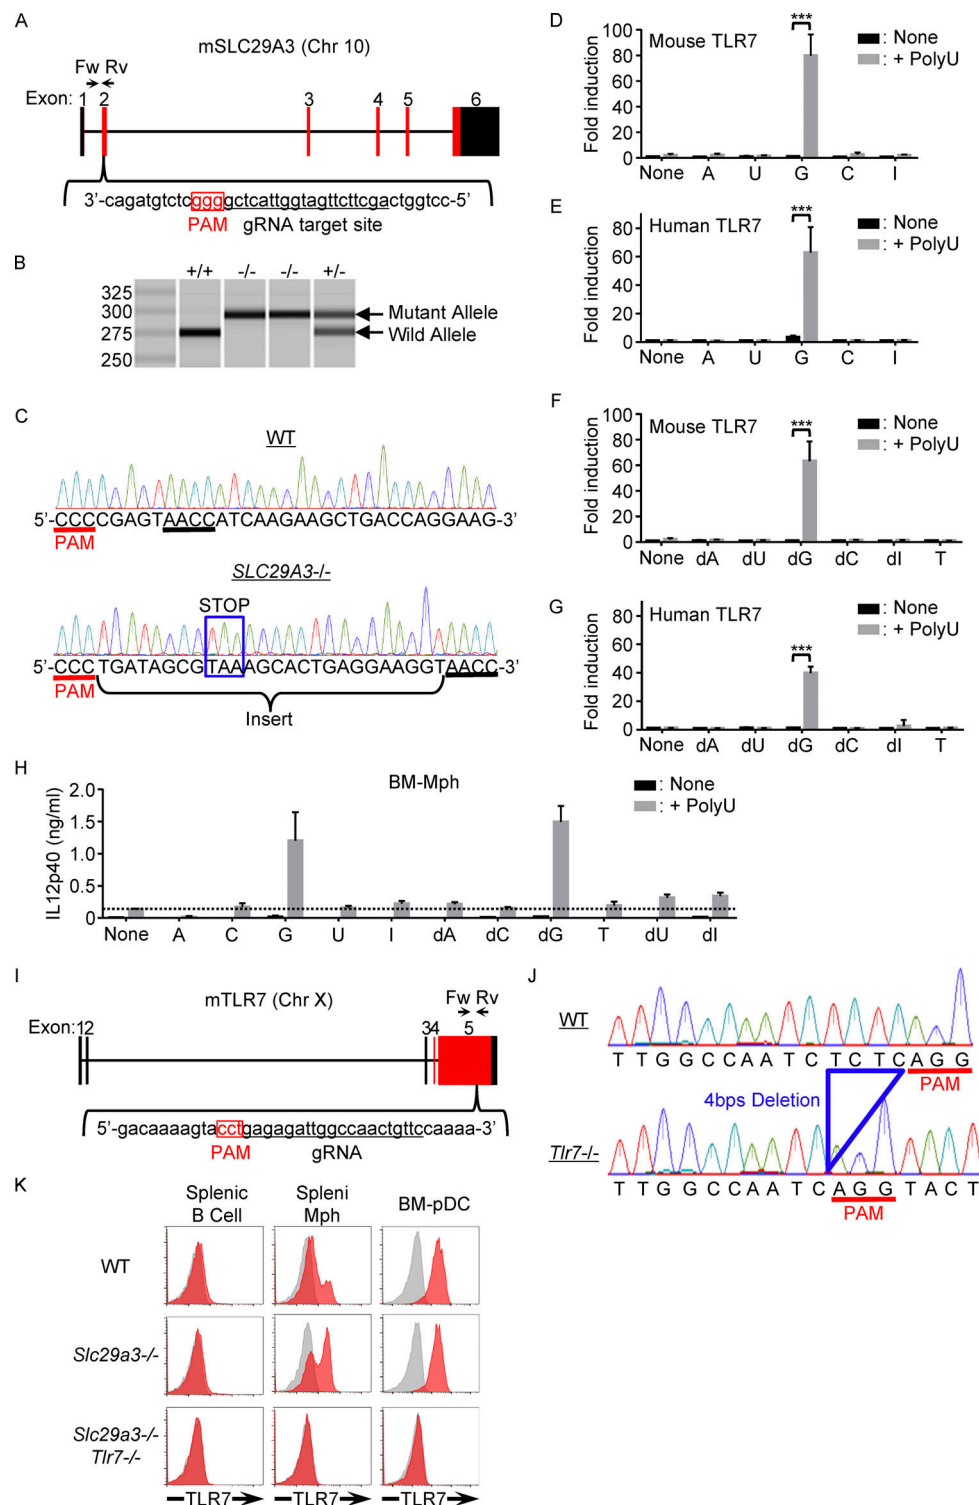 A
mSLC29A3 (Chr 10)
Fw Rv
Exon: 1 2 3 4 5 6
3’-cagatgtctcggggctcattggtagttcttcgactggtcc-5’
PAM gRNA target site
B
+/+ -/- -/- +/-
325
300
275
250
Mutant Allele
Wild Allele
C
WT
5’-CCCCGAGTAACCATCAAGAAGCTGACCAGGAAG-3’
PAM
SLC29A3-/-
STOP
5’-CCCTGATAGCGTAAAGCACTGAGGAAGGTAACC-3’
PAM
Insert
D
Mouse TLR7
***
: None
: + PolyU
Fold induction
100
80
60
40
20
0
None A U G C I
E
Human TLR7
***
: None
: + PolyU
Fold induction
100
80
60
40
20
0
None A U G C I
F
Mouse TLR7
***
: None
: + PolyU
Fold induction
100
80
60
40
20
0
None dA dU dG dC dI T
G
Human TLR7
***
: None
: + PolyU
Fold induction
80
60
40
20
0
None dA dU dG dC dI T
H
BM-Mph
: None
: + PolyU
IL12p40 (ng/ml)
2.0
1.5
1.0
0.5
0
None A C G U I dA dC dG T dU dI
I
mTLR7 (Chr X)
Fw Rv
Exon:12 34 5
5’-gacaaaagtacctgagagattggccaactgttccaaaa-3’
PAM gRNA
J
WT
T T G G C C A A T C T C T C A G G
PAM
4bps Deletion
Tlr7-/-
T T G G C C A A T C A G G T A C T
PAM
K
Splenic B Cell
Spleni Mph
BM-pDC
WT
Slc29a3-/-
Slc29a3-/-
Tlr7-/-
TLR7 TLR7 TLR7